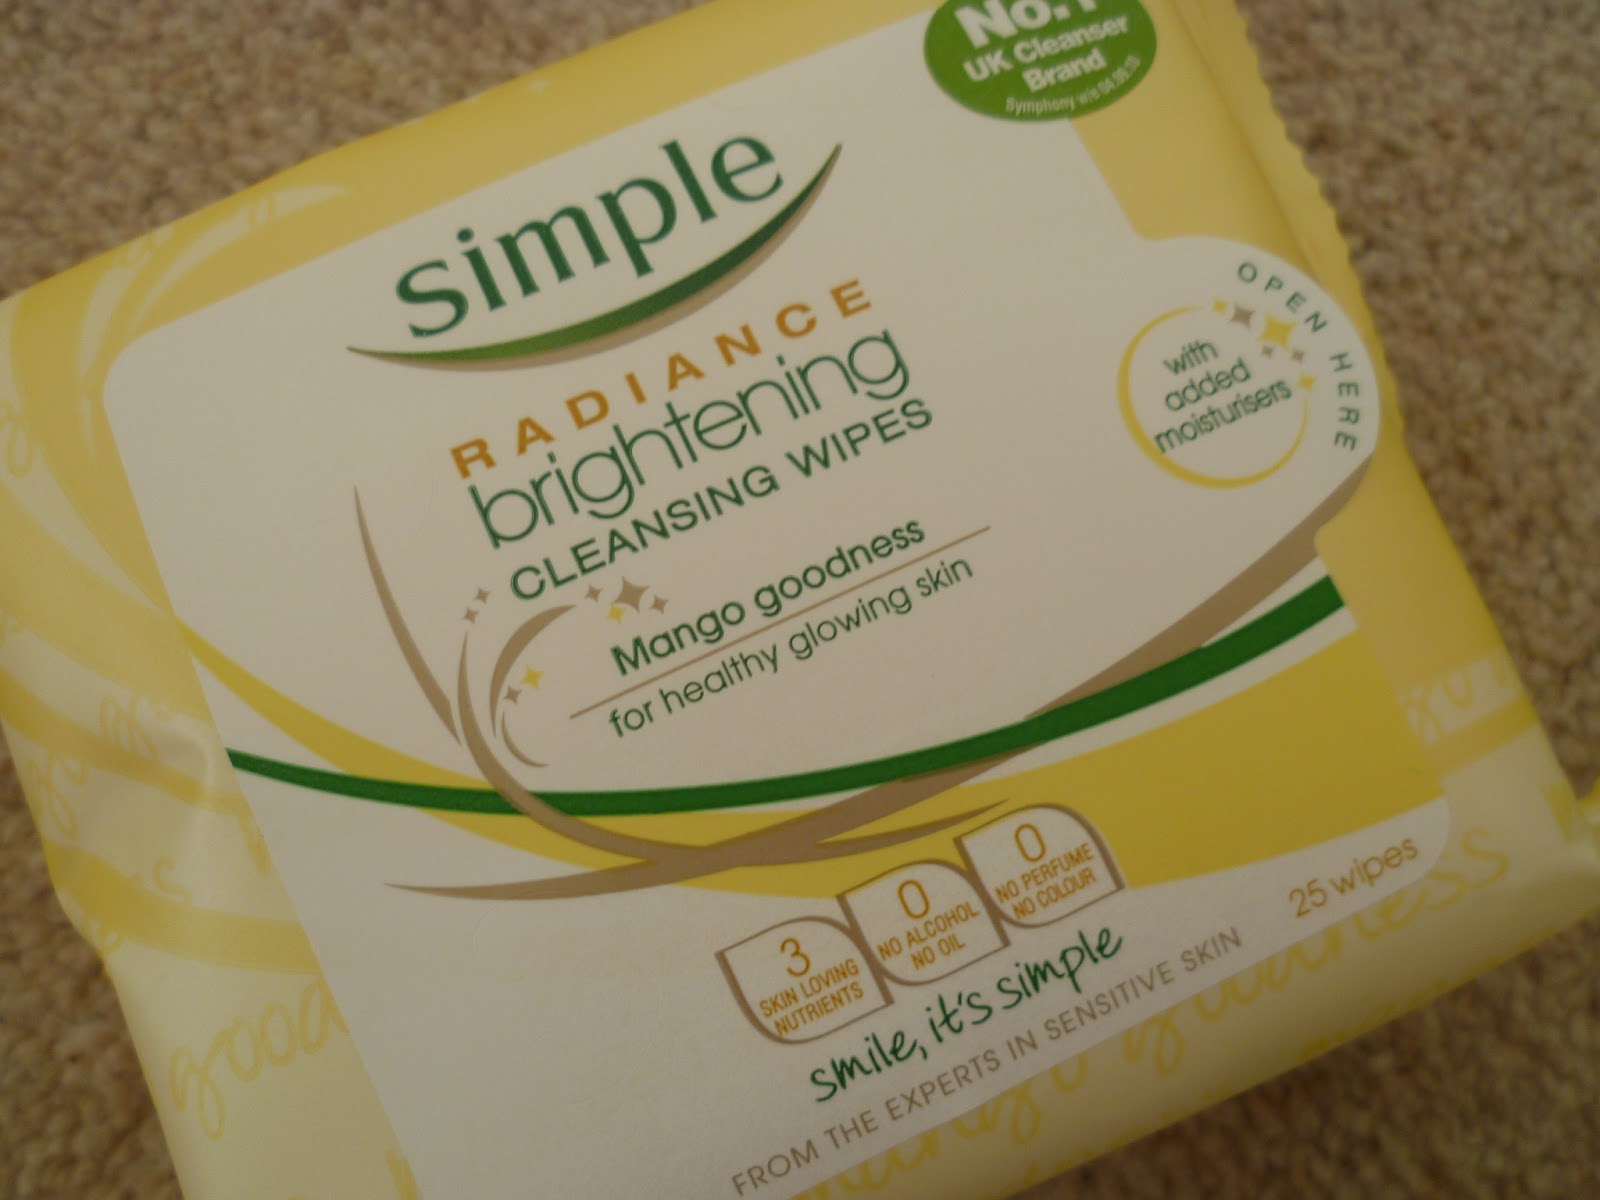 No.1
UK Cleanser
Brand
simple
RADIANCE
brightening
CLEANSING WIPES
OPEN HERE
with
added
moisturisers
Mango goodness
for healthy glowing skin
3
SKIN LOVING
NUTRIENTS
0
NO ALCOHOL
NO OIL
0
NO PERFUME
NO COLOUR
25 wipes
smile, it's simple
FROM THE EXPERTS IN SENSITIVE SKIN
goodness